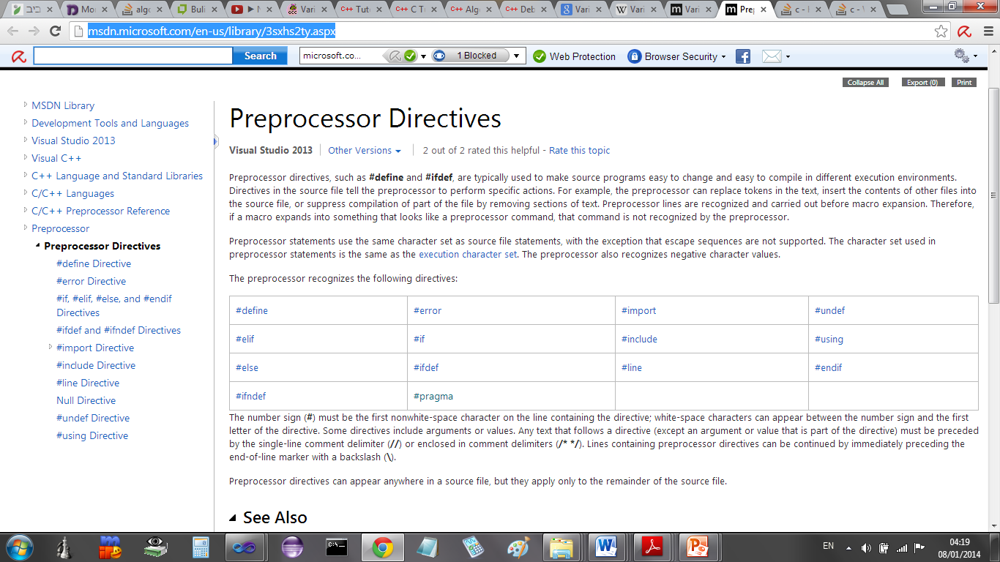 ביב
Mo
algo
Buli
▶ M
Vari
C++ Tuto
C++ C T
C++ Algo
C++ Deb
Vari
Vari
Vari
Prep
c - I
c - V
msdn.microsoft.com/en-us/library/3sxhs2ty.aspx
Search
microsoft.co...
1 Blocked
Web Protection
Browser Security
Collapse All
Export (0)
Print
MSDN Library
Development Tools and Languages
Visual Studio 2013
Visual C++
C++ Language and Standard Libraries
C/C++ Languages
C/C++ Preprocessor Reference
Preprocessor
Preprocessor Directives
#define Directive
#error Directive
#if, #elif, #else, and #endif
Directives
#ifdef and #ifndef Directives
#import Directive
#include Directive
#line Directive
Null Directive
#undef Directive
#using Directive
Preprocessor Directives
Visual Studio 2013
Other Versions
2 out of 2 rated this helpful - Rate this topic
Preprocessor directives, such as #define and #ifdef, are typically used to make source programs easy to change and easy to compile in different execution environments.
Directives in the source file tell the preprocessor to perform specific actions. For example, the preprocessor can replace tokens in the text, insert the contents of other files into
the source file, or suppress compilation of part of the file by removing sections of text. Preprocessor lines are recognized and carried out before macro expansion. Therefore,
if a macro expands into something that looks like a preprocessor command, that command is not recognized by the preprocessor.
Preprocessor statements use the same character set as source file statements, with the exception that escape sequences are not supported. The character set used in
preprocessor statements is the same as the execution character set. The preprocessor also recognizes negative character values.
The preprocessor recognizes the following directives:
#define #error #import #undef
#elif #if #include #using
#else #ifdef #line #endif
#ifndef #pragma
The number sign (#) must be the first nonwhite-space character on the line containing the directive; white-space characters can appear between the number sign and the first
letter of the directive. Some directives include arguments or values. Any text that follows a directive (except an argument or value that is part of the directive) must be preceded
by the single-line comment delimiter (//) or enclosed in comment delimiters (/* */). Lines containing preprocessor directives can be continued by immediately preceding the
end-of-line marker with a backslash (\).
Preprocessor directives can appear anywhere in a source file, but they apply only to the remainder of the source file.
See Also
EN
04:19
08/01/2014